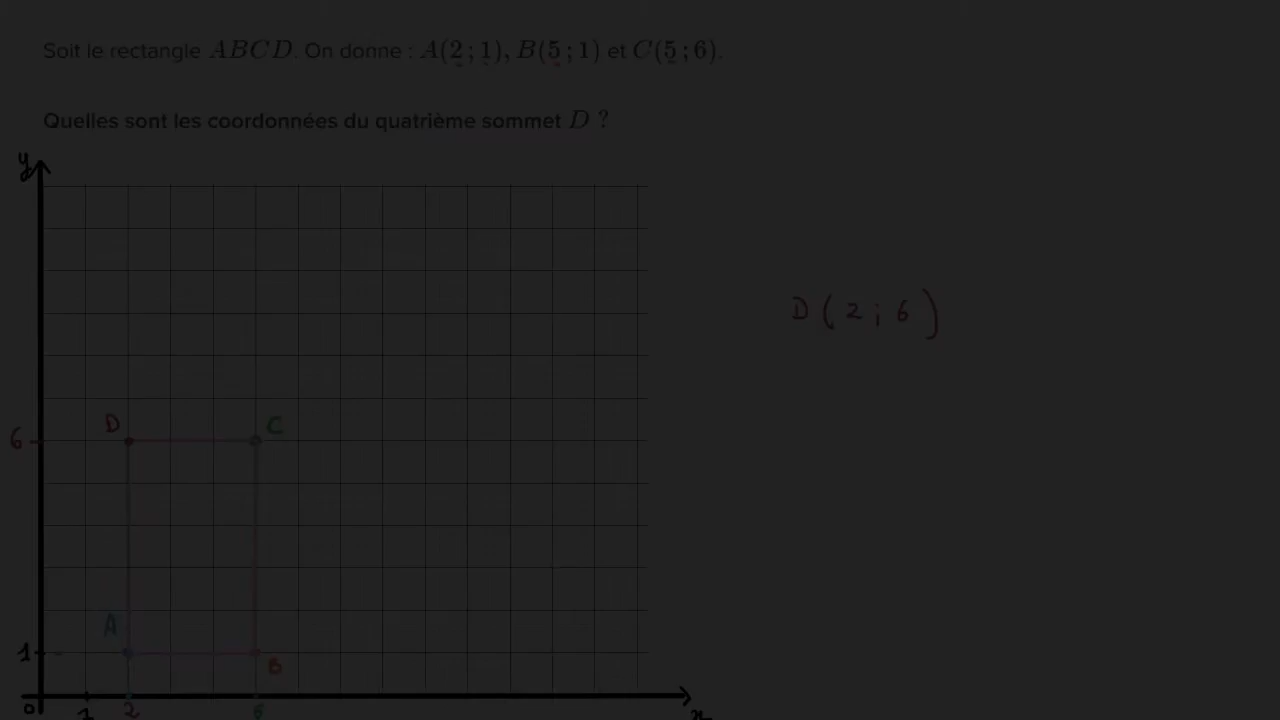 Soit le rectangle ABCD. On donne : A(2 ; 1), B(5 ; 1) et C(5 ; 6).
Quelles sont les coordonnées du quatrième sommet D ?
y
D ( 2 ; 6 )
D C
6
A
1 B
0 1 2